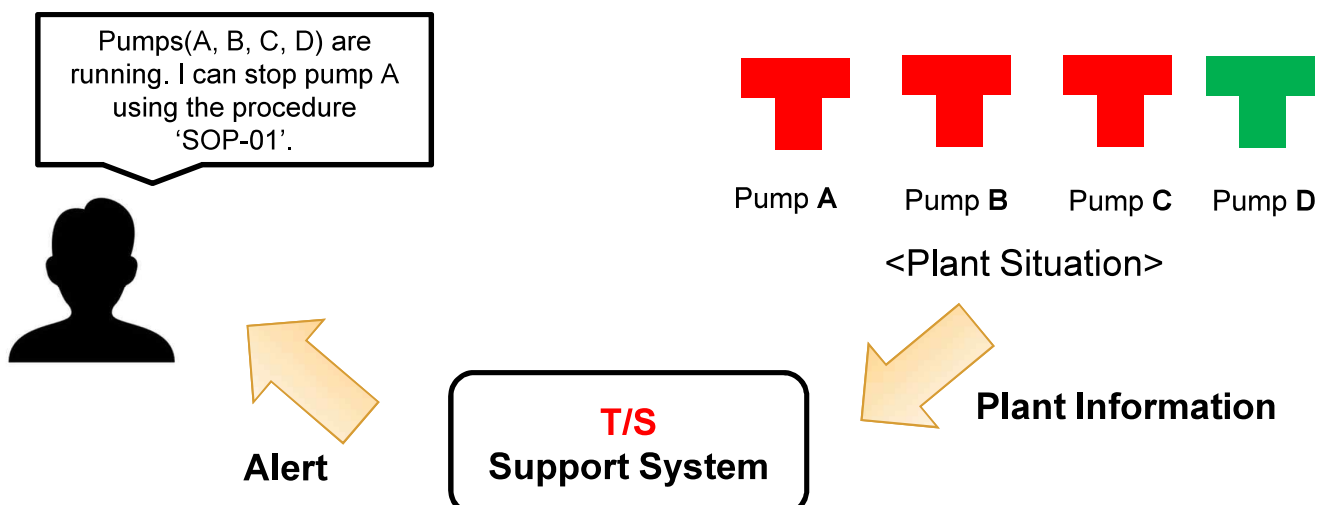 Pumps(A, B, C, D) are
running. I can stop pump A
using the procedure
‘SOP-01’.
Pump A
Pump B
Pump C
Pump D
<Plant Situation>
Plant Information
T/S
Support System
Alert